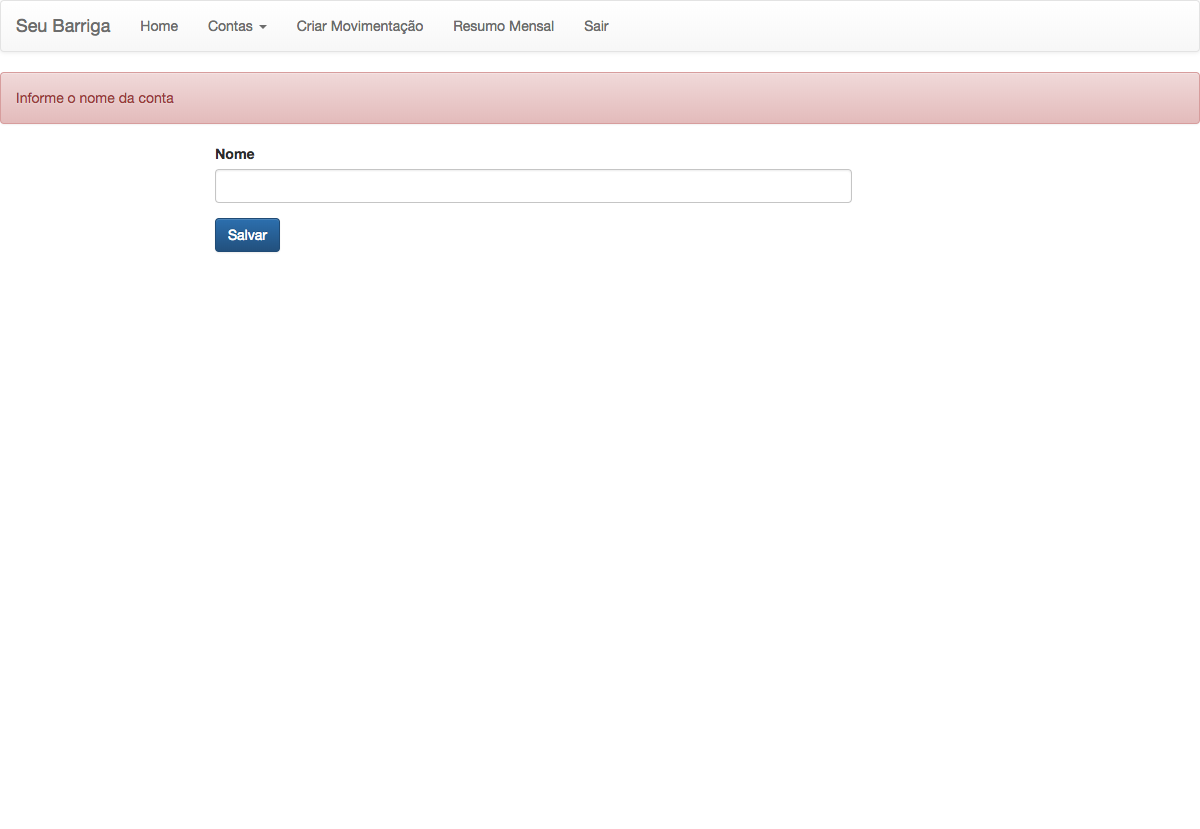 Seu Barriga Home Contas Criar Movimentação Resumo Mensal Sair
Informe o nome da conta
Nome
Salvar